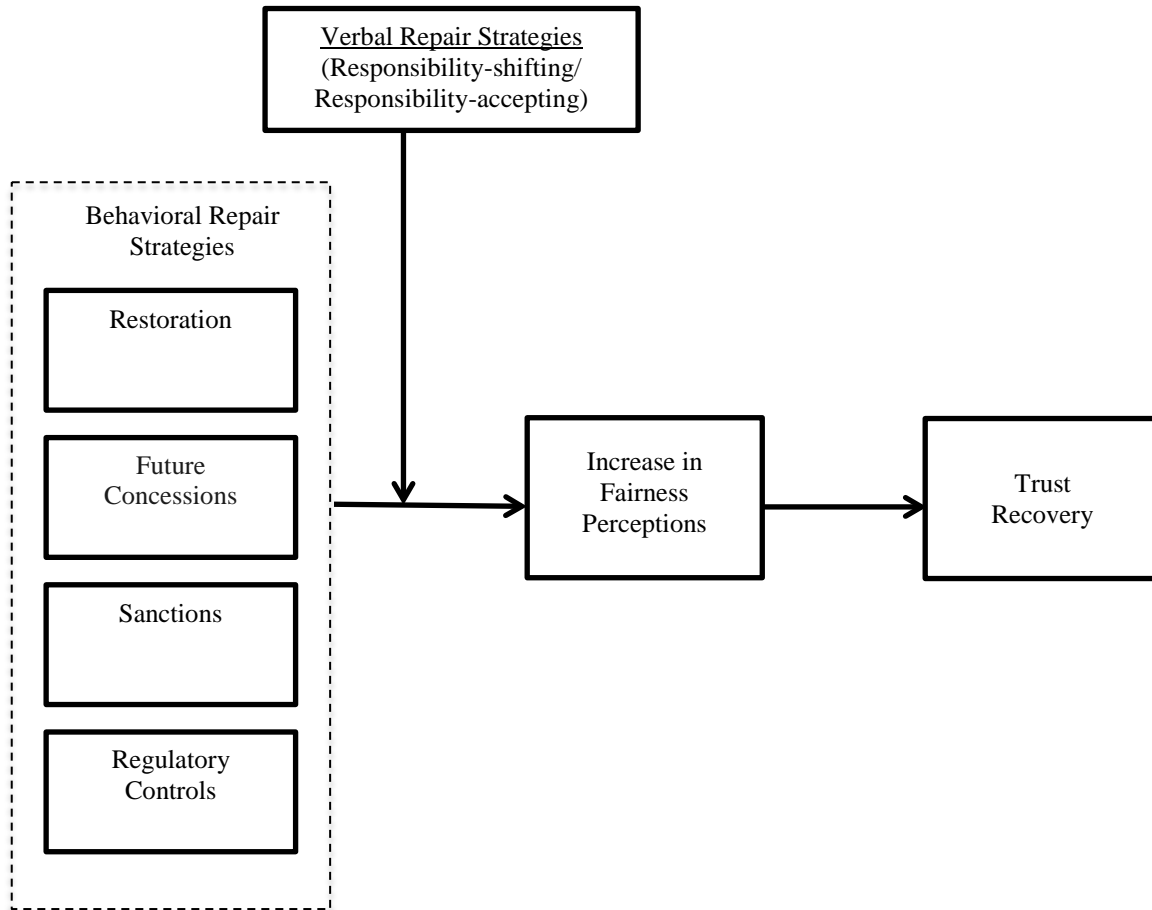 Verbal Repair Strategies
(Responsibility-shifting/
Responsibility-accepting)
Behavioral Repair
Strategies
Restoration
Future
Concessions
Sanctions
Regulatory
Controls
Increase in
Fairness
Perceptions
Trust
Recovery